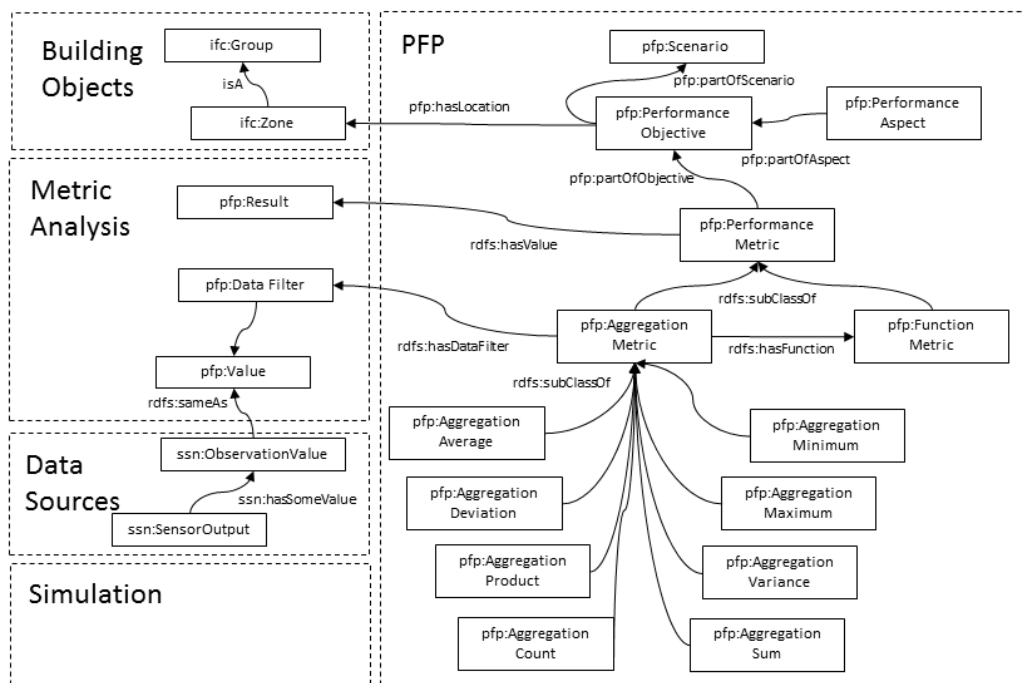 Building
Objects
ifc:Group
isA
ifc:Zone
Metric
Analysis
pfp:Result
pfp:Data Filter
pfp:Value
rdfs:sameAs
Data
Sources
ssn:ObservationValue
ssn:hasSomeValue
ssn:SensorOutput
Simulation
PFP
pfp:Scenario
pfp:partOfScenario
pfp:hasLocation
pfp:Performance
Objective
pfp:Performance
Aspect
pfp:partOfAspect
pfp:partOfObjective
pfp:Performance
Metric
rdfs:hasValue
rdfs:subClassOf
pfp:Aggregation
Metric
pfp:Function
Metric
rdfs:hasDataFilter
rdfs:hasFunction
rdfs:subClassOf
pfp:Aggregation
Average
pfp:Aggregation
Minimum
pfp:Aggregation
Deviation
pfp:Aggregation
Maximum
pfp:Aggregation
Product
pfp:Aggregation
Variance
pfp:Aggregation
Count
pfp:Aggregation
Sum